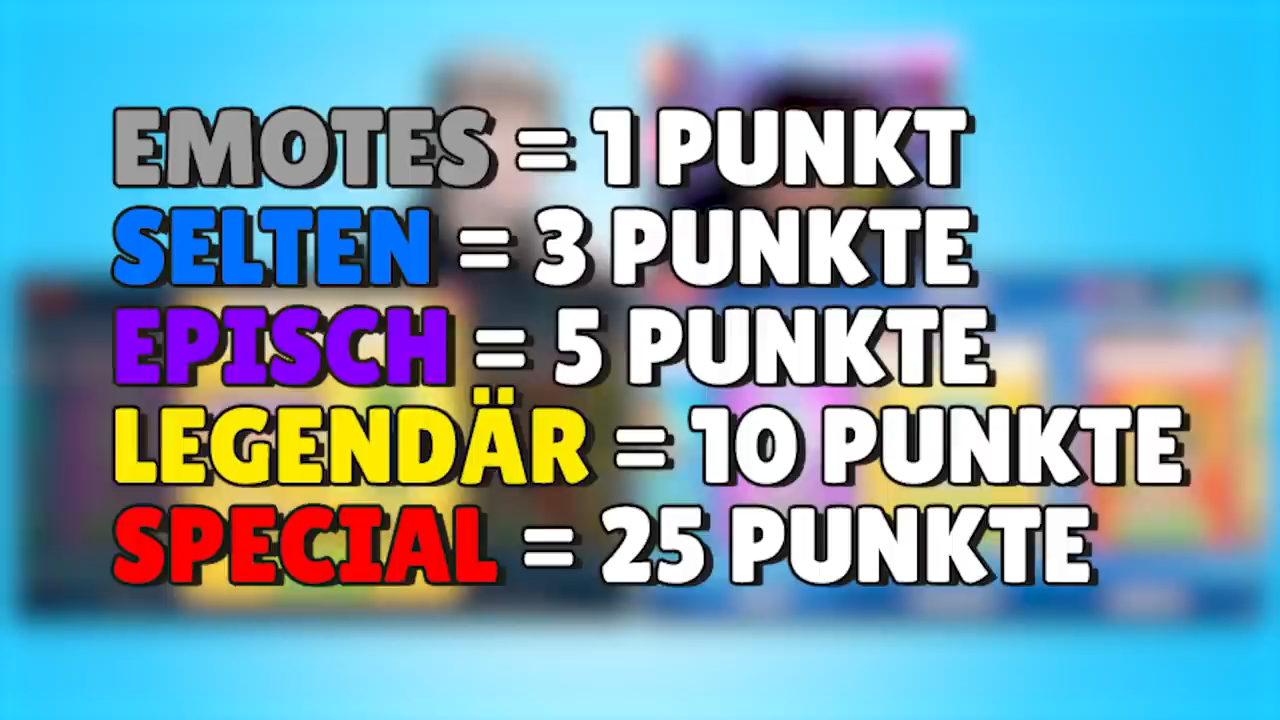 EMOTES = 1 PUNKT
SELTEN = 3 PUNKTE
EPISCH = 5 PUNKTE
LEGENDÄR = 10 PUNKTE
SPECIAL = 25 PUNKTE